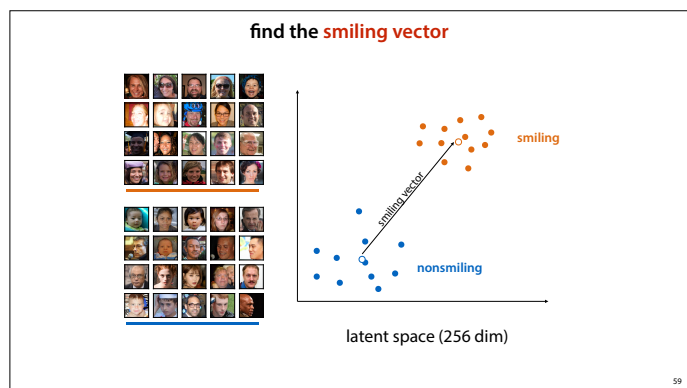 find the smiling vector
smiling
smiling vector
nonsmiling
latent space (256 dim)
59